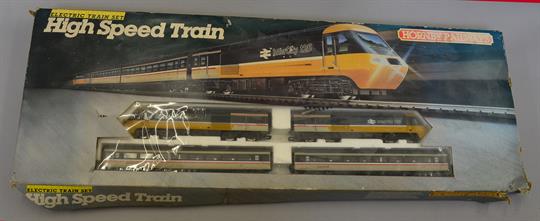 ELECTRIC TRAIN SET
High Speed Train
HORNBY RAILWAYS
InterCity 125
ELECTRIC TRAIN SET
High Speed Train